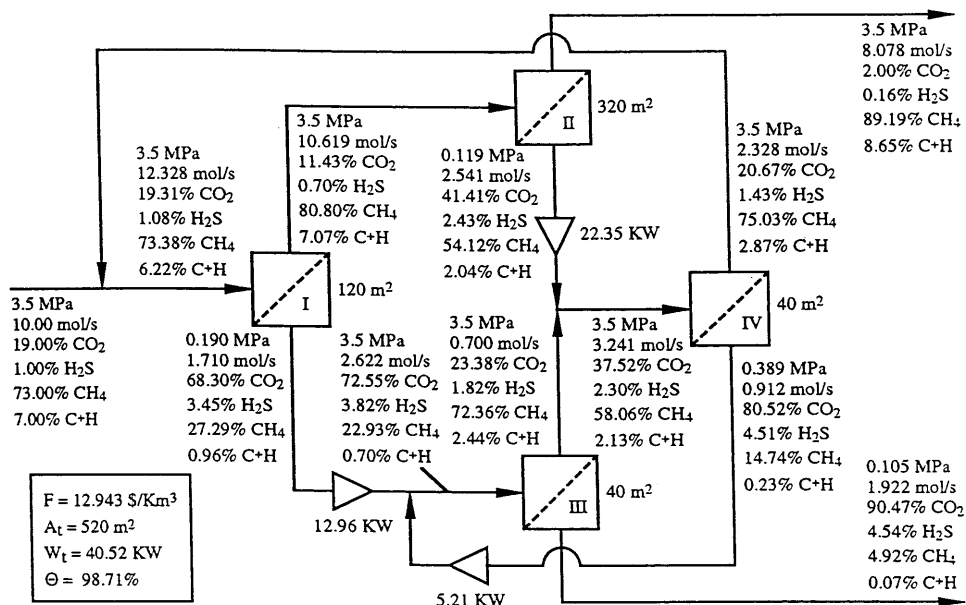 3.5 MPa
8.078 mol/s
2.00% CO₂
0.16% H₂S
89.19% CH₄
8.65% C+H
II
320 m²
3.5 MPa
10.619 mol/s
11.43% CO₂
0.70% H₂S
80.80% CH₄
7.07% C+H
3.5 MPa
12.328 mol/s
19.31% CO₂
1.08% H₂S
73.38% CH₄
6.22% C+H
0.119 MPa
2.541 mol/s
41.41% CO₂
2.43% H₂S
54.12% CH₄
2.04% C+H
22.35 KW
3.5 MPa
2.328 mol/s
20.67% CO₂
1.43% H₂S
75.03% CH₄
2.87% C+H
I
120 m²
IV
40 m²
3.5 MPa
10.00 mol/s
19.00% CO₂
1.00% H₂S
73.00% CH₄
7.00% C+H
0.190 MPa
1.710 mol/s
68.30% CO₂
3.45% H₂S
27.29% CH₄
0.96% C+H
3.5 MPa
2.622 mol/s
72.55% CO₂
3.82% H₂S
22.93% CH₄
0.70% C+H
3.5 MPa
0.700 mol/s
23.38% CO₂
1.82% H₂S
72.36% CH₄
2.44% C+H
3.5 MPa
3.241 mol/s
37.52% CO₂
2.30% H₂S
58.06% CH₄
2.13% C+H
0.389 MPa
0.912 mol/s
80.52% CO₂
4.51% H₂S
14.74% CH₄
0.23% C+H
12.96 KW
III
40 m²
5.21 KW
0.105 MPa
1.922 mol/s
90.47% CO₂
4.54% H₂S
4.92% CH₄
0.07% C+H
F = 12.943 $/Km³
Aₜ = 520 m²
Wₜ = 40.52 KW
Θ = 98.71%